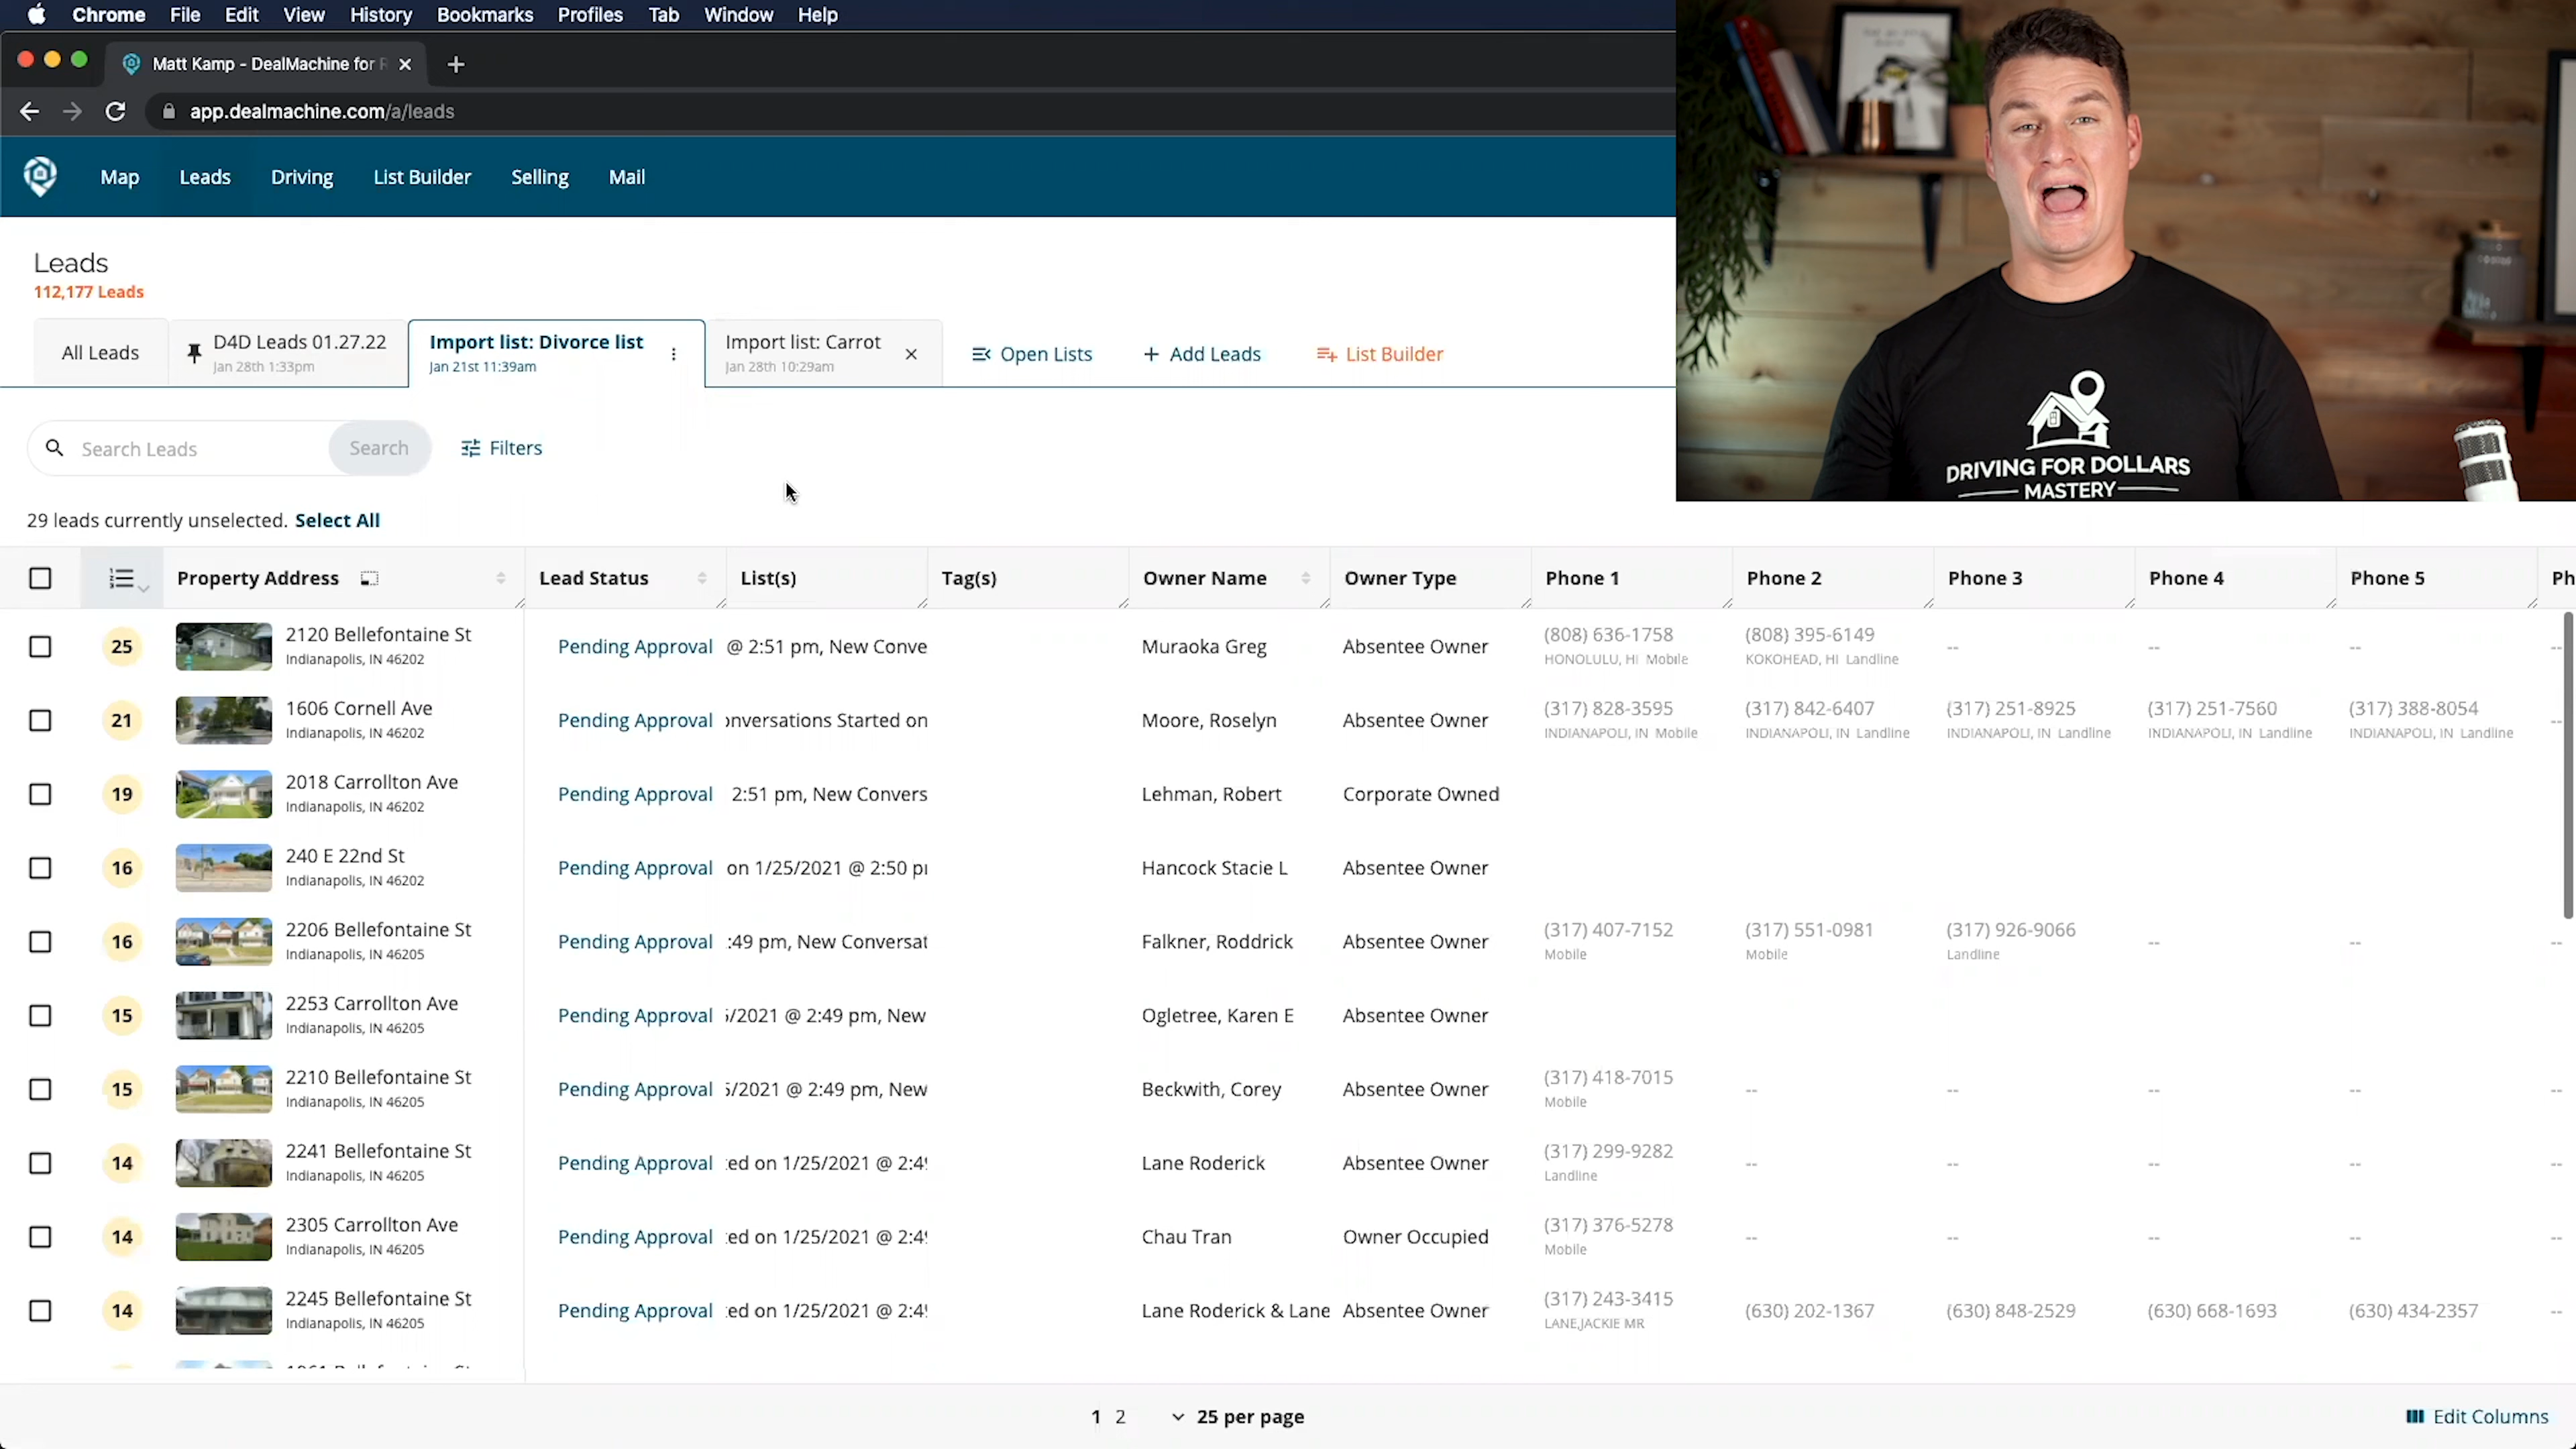 Chrome File Edit View History Bookmarks Profiles Tab Window Help
Matt Kamp - DealMachine for R
app.dealmachine.com/a/leads
Map Leads Driving List Builder Selling Mail
Leads
112,177 Leads
All Leads
D4D Leads 01.27.22
Jan 28th 1:33pm
Import list: Divorce list
Jan 21st 11:39am
Import list: Carrot
Jan 28th 10:29am
Open Lists
+ Add Leads
List Builder
Search Leads Search Filters
29 leads currently unselected. Select All
DRIVING FOR DOLLARS
MASTERY
Property Address Lead Status List(s) Tag(s) Owner Name Owner Type Phone 1 Phone 2 Phone 3 Phone 4 Phone 5 Ph
25 2120 Bellefontaine St Pending Approval @ 2:51 pm, New Conve Muraoka Greg Absentee Owner (808) 636-1758 (808) 395-6149 -- -- -- --
Indianapolis, IN 46202 HONOLULU, HI Mobile KOKOHEAD, HI Landline
21 1606 Cornell Ave Pending Approval onversations Started on Moore, Roselyn Absentee Owner (317) 828-3595 (317) 842-6407 (317) 251-8925 (317) 251-7560 (317) 388-8054 --
Indianapolis, IN 46202 INDIANAPOLI, IN Mobile INDIANAPOLI, IN Landline INDIANAPOLI, IN Landline INDIANAPOLI, IN Landline INDIANAPOLI, IN Landline
19 2018 Carrollton Ave Pending Approval 2:51 pm, New Convers Lehman, Robert Corporate Owned
Indianapolis, IN 46202
16 240 E 22nd St Pending Approval on 1/25/2021 @ 2:50 p Hancock Stacie L Absentee Owner
Indianapolis, IN 46202
16 2206 Bellefontaine St Pending Approval :49 pm, New Conversat Falkner, Roddrick Absentee Owner (317) 407-7152 (317) 551-0981 (317) 926-9066 -- -- --
Indianapolis, IN 46205 Mobile Mobile Landline
15 2253 Carrollton Ave Pending Approval /2021 @ 2:49 pm, New Ogletree, Karen E Absentee Owner
Indianapolis, IN 46205
15 2210 Bellefontaine St Pending Approval 5/2021 @ 2:49 pm, New Beckwith, Corey Absentee Owner (317) 418-7015 -- -- -- -- --
Indianapolis, IN 46205 Mobile
14 2241 Bellefontaine St Pending Approval ted on 1/25/2021 @ 2:49 Lane Roderick Absentee Owner (317) 299-9282 -- -- -- -- --
Indianapolis, IN 46205 Landline
14 2305 Carrollton Ave Pending Approval ted on 1/25/2021 @ 2:49 Chau Tran Owner Occupied (317) 376-5278 -- -- -- -- --
Indianapolis, IN 46205 Mobile
14 2245 Bellefontaine St Pending Approval ted on 1/25/2021 @ 2:4 Lane Roderick & Lane Absentee Owner (317) 243-3415 (630) 202-1367 (630) 848-2529 (630) 668-1693 (630) 434-2357 --
Indianapolis, IN 46205 LANE,JACKIE MR
1 2 25 per page Edit Columns